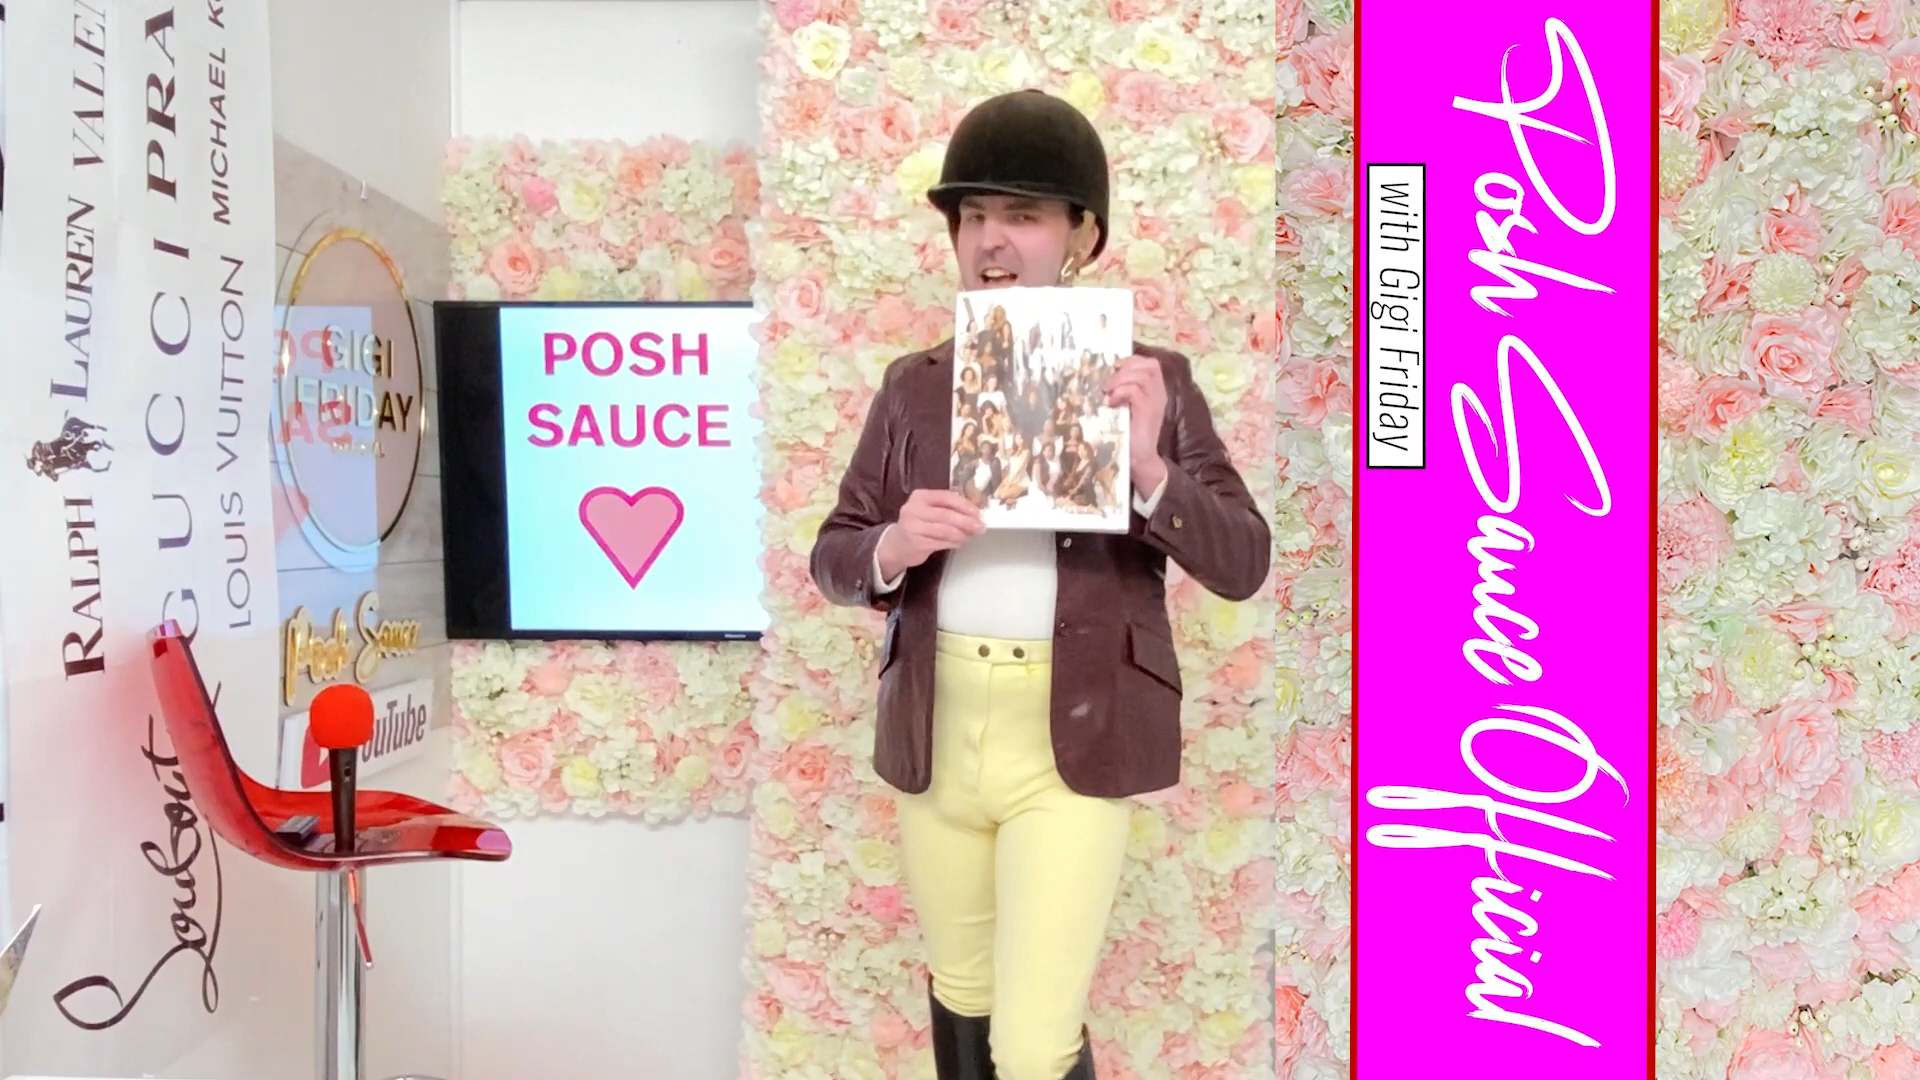 RALPH LAUREN
VALE
GUCCI
PRA
LOUIS VUITTON
MICHAEL K
Loubout
GIGI
FRIDAY
Posh Sauce
YouTube
POSH
SAUCE
Posh Sauce Official
with Gigi Friday